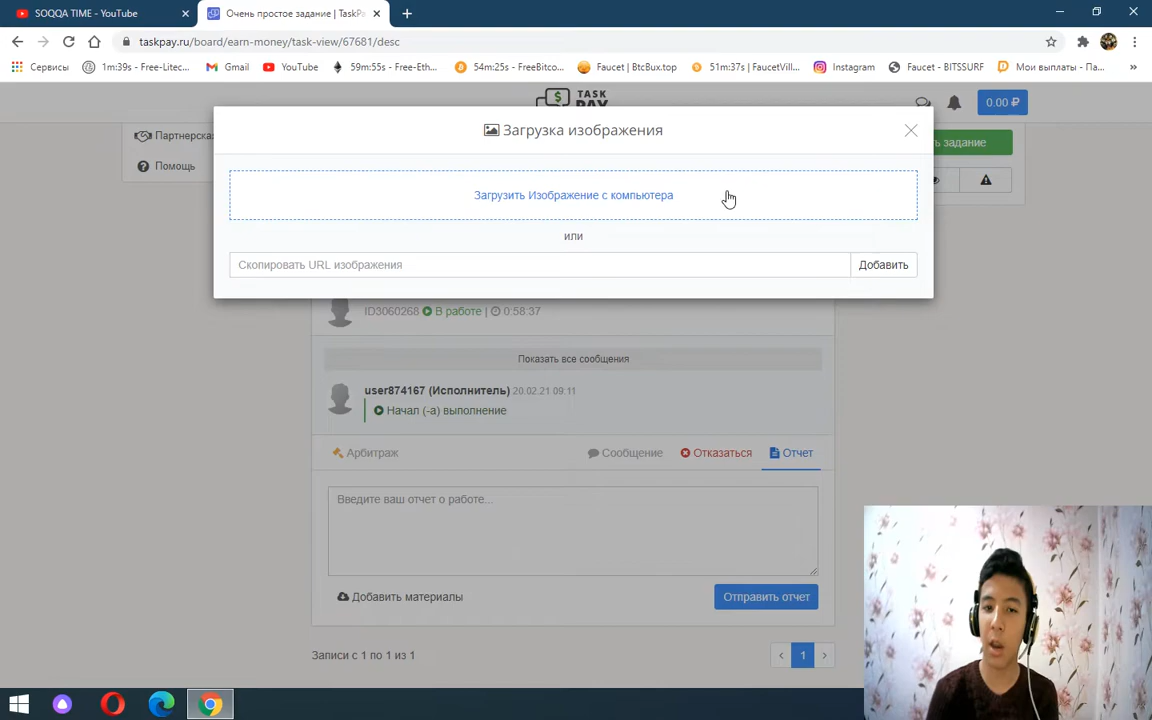 SOQQA TIME - YouTube
Очень простое задание | TaskPa
taskpay.ru/board/earn-money/task-view/67681/desc
Сервисы
1m:39s - Free-Litec...
Gmail
YouTube
59m:55s - Free-Eth...
54m:25s - FreeBitco...
Faucet | BtcBux.top
51m:37s | FaucetVill...
Instagram
Faucet - BITSSURF
Мои выплаты - Па...
TASK
PAY
0.00 ₽
Партнерска
Помощь
ь задание
Загрузка изображения
Загрузить Изображение с компьютера
или
Скопировать URL изображения
Добавить
ID3060268 В работе | 0:58:37
Показать все сообщения
user874167 (Исполнитель) 20.02.21 09:11
Начал (-а) выполнение
Арбитраж
Сообщение
Отказаться
Отчет
Введите ваш отчет о работе...
Добавить материалы
Отправить отчет
Записи с 1 по 1 из 1
1